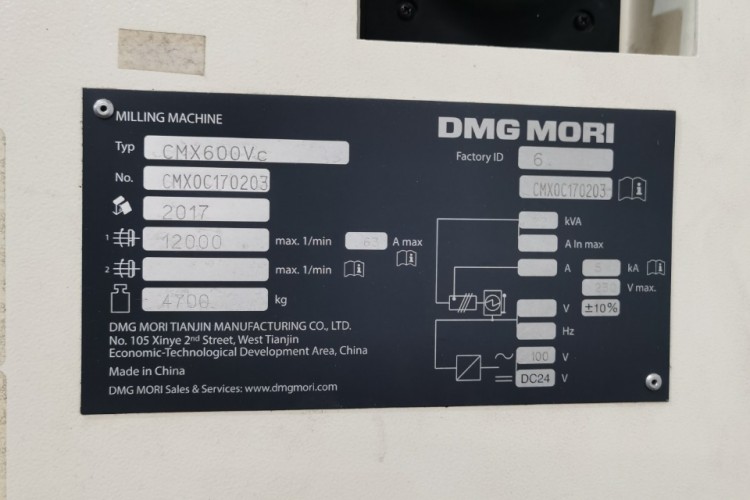 MILLING MACHINE
DMG MORI
Typ CMX600Vc
Factory ID 6
No. CMX0C170203
CMX0C170203-
2017
kVA
1 12000 max. 1/min 63 A max
A In max
2 max. 1/min
A kA
V max.
4700 kg
V ±10%
Hz
DMG MORI TIANJIN MANUFACTURING CO., LTD.
No. 105 Xinye 2nd Street, West Tianjin
Economic-Technological Development Area, China
100 V
Made in China
DC24 V
DMG MORI Sales & Services: www.dmgmori.com